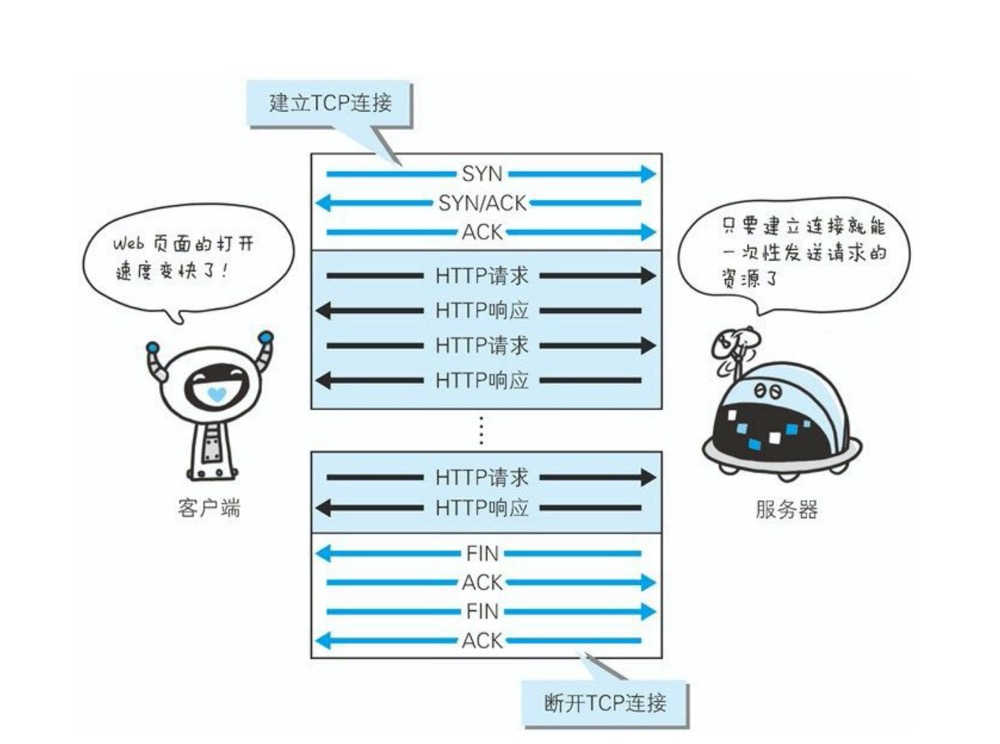 建立TCP连接
SYN
SYN/ACK
ACK
Web 页面的打开
速度变快了！
只要建立连接就能
一次性发送请求的
资源了
HTTP请求
HTTP响应
HTTP请求
HTTP响应
HTTP请求
HTTP响应
客户端
服务器
FIN
ACK
FIN
ACK
断开TCP连接